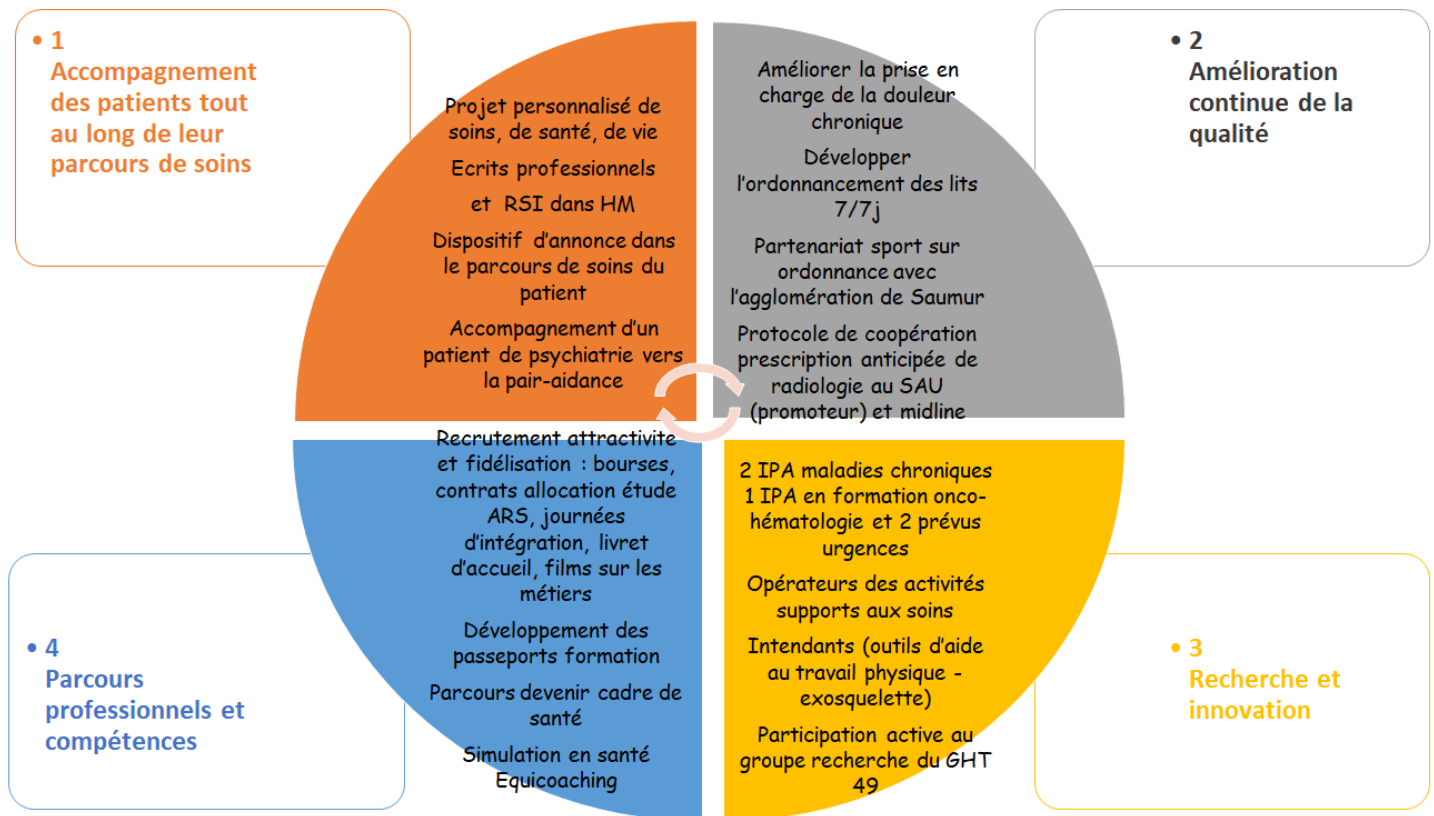 • 1
Accompagnement
des patients tout
au long de leur
parcours de soins
Projet personnalisé de
soins, de santé, de vie
Ecrits professionnels
et RSI dans HM
Dispositif d'annonce dans
le parcours de soins du
patient
Accompagnement d'un
patient de psychiatrie vers
la pair-aidance
• 2
Amélioration
continue de la
qualité
Améliorer la prise en
charge de la douleur
chronique
Développer
l'ordonnancement des lits
7/7j
Partenariat sport sur
ordonnance avec
l'agglomération de Saumur
Protocole de coopération
prescription anticipée de
radiologie au SAU
(promoteur) et midline
• 4
Parcours
professionnels et
compétences
Recrutement attractivite
et fidélisation : bourses,
contrats allocation étude
ARS, journées
d'intégration, livret
d'accueil, films sur les
métiers
Développement des
passeports formation
Parcours devenir cadre de
santé
Simulation en santé
Equicoaching
• 3
Recherche et
innovation
2 IPA maladies chroniques
1 IPA en formation onco-
hématologie et 2 prévus
urgences
Opérateurs des activités
supports aux soins
Intendants (outils d'aide
au travail physique -
exosquelette)
Participation active au
groupe recherche du GHT
49